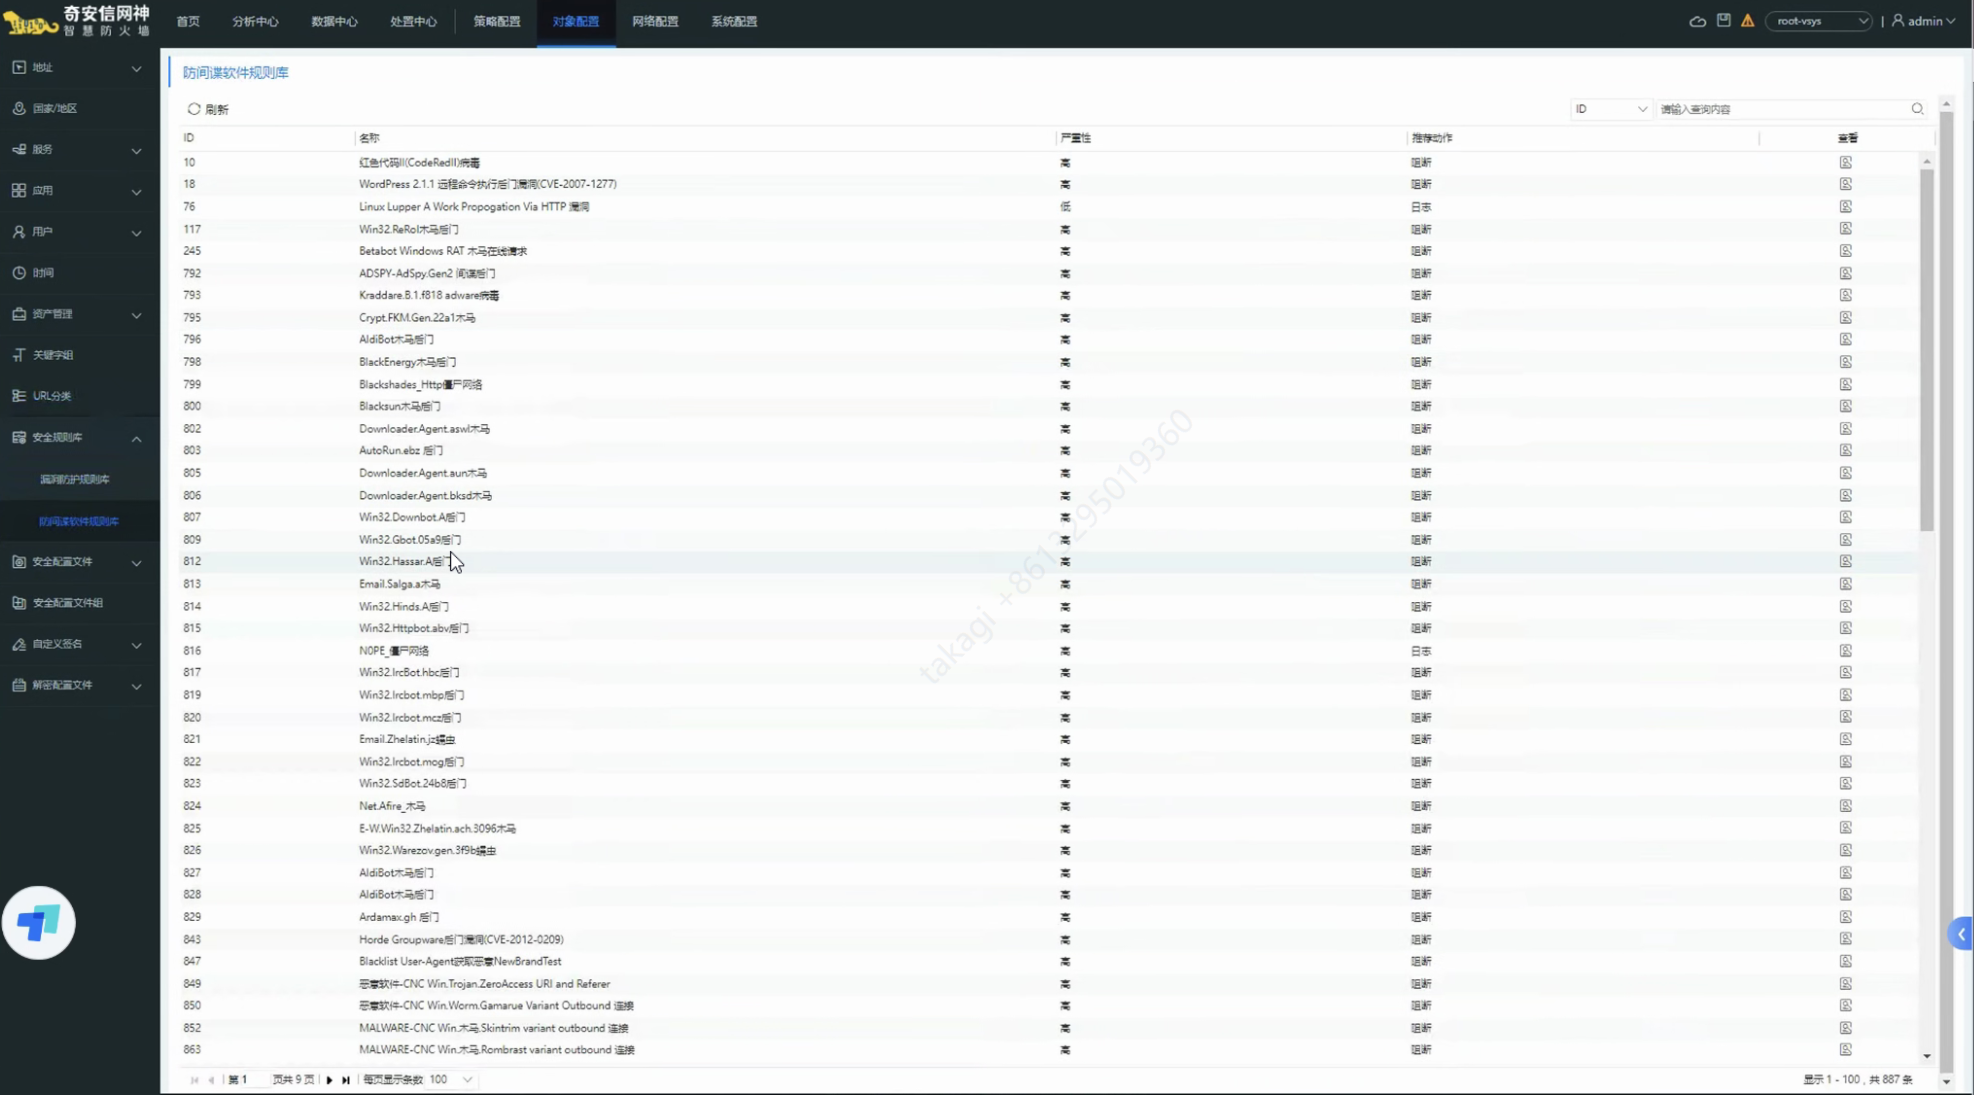 奇安信网神
智慧防火墙
首页 分析中心 数据中心 处置中心 策略配置 对象配置 网络配置 系统配置 root-vsys admin
地址
国家/地区
服务
应用
用户
时间
资产管理
关键字组
URL分类
安全规则库
漏洞防护规则库
防间谍软件规则库
安全配置文件
安全配置文件组
自定义签名
解密配置文件
防间谍软件规则库
刷新 ID 请输入查询内容
ID 名称 严重性 推荐动作 查看
10 红色代码II(CodeRedII)病毒 高 阻断
18 WordPress 2.1.1 远程命令执行后门漏洞(CVE-2007-1277) 高 阻断
76 Linux Lupper A Work Propogation Via HTTP 漏洞 低 日志
117 Win32.ReRol木马后门 高 阻断
245 Betabot Windows RAT 木马在线请求 高 阻断
792 ADSPY-AdSpy.Gen2 间谍后门 高 阻断
793 Kraddare.B.1.f818 adware病毒 高 阻断
795 Crypt.FKM.Gen.22a1木马 高 阻断
796 AldiBot木马后门 高 阻断
798 BlackEnergy木马后门 高 阻断
799 Blackshades_Http僵尸网络 高 阻断
800 Blacksun木马后门 高 阻断
802 Downloader.Agent.aswl木马 高 阻断
803 AutoRun.ebz 后门 高 阻断
805 Downloader.Agent.aun木马 高 阻断
806 Downloader.Agent.bksd木马 高 阻断
807 Win32.Downbot.A后门 高 阻断
809 Win32.Gbot.05a9后门 高 阻断
812 Win32.Hassar.A后门 高 阻断
813 Email.Salga.a木马 高 阻断
814 Win32.Hinds.A后门 高 阻断
815 Win32.Httpbot.abv后门 高 阻断
816 N0PE_僵尸网络 高 日志
817 Win32.IrcBot.hbc后门 高 阻断
819 Win32.Ircbot.mbp后门 高 阻断
820 Win32.Ircbot.mcz后门 高 阻断
821 Email.Zhelatin.jz蠕虫 高 阻断
822 Win32.Ircbot.mog后门 高 阻断
823 Win32.SdBot.24b8后门 高 阻断
824 Net.Afire_木马 高 阻断
825 E-W.Win32.Zhelatin.ach.3096木马 高 阻断
826 Win32.Warezov.gen.3f9b蠕虫 高 阻断
827 AldiBot木马后门 高 阻断
828 AldiBot木马后门 高 阻断
829 Ardamax.gh 后门 高 阻断
843 Horde Groupware后门漏洞(CVE-2012-0209) 高 阻断
847 Blacklist User-Agent获取恶意NewBrandTest 高 阻断
849 恶意软件-CNC Win.Trojan.ZeroAccess URI and Referer 高 阻断
850 恶意软件-CNC Win.Worm.Gamarue Variant Outbound 连接 高 阻断
852 MALWARE-CNC Win.木马.Skintrim variant outbound 连接 高 阻断
863 MALWARE-CNC Win.木马.Rombrast variant outbound 连接 高 阻断
第 1 页共 9 页 每页显示条数 100 显示 1 - 100 , 共 887 条
takagi +8613295019360